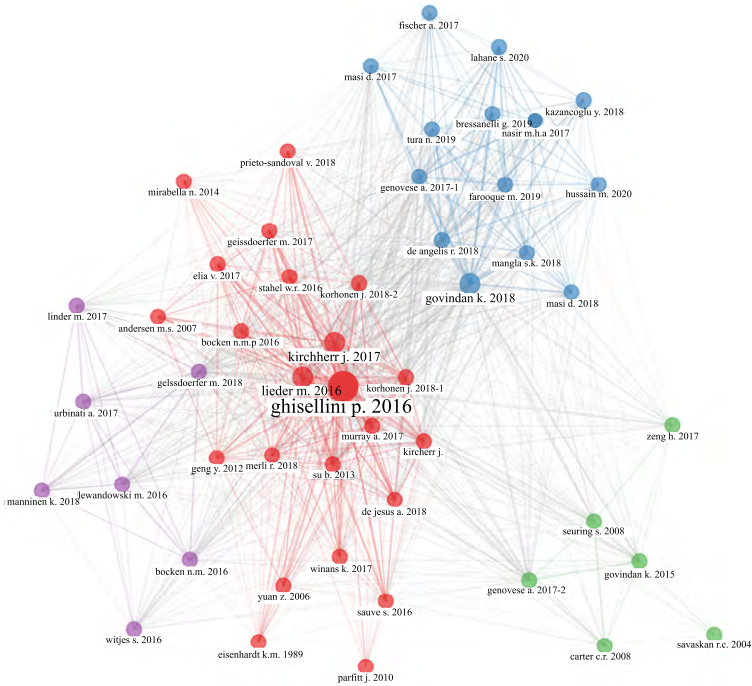 fischer a. 2017
lahane s. 2020
masi d. 2017
kazancoglu y. 2018
bressanelli g. 2019
nasir m.h.a 2017
tura n. 2019
prieto-sandoval v. 2018
mirabella n. 2014
genovese a. 2017-1
farooque m. 2019
hussain m. 2020
geissdoerfer m. 2017
de angelis r. 2018
mangla s.k. 2018
elia v. 2017
stahel w.r. 2016
korhonen j. 2018-2
govindan k. 2018
masi d. 2018
linder m. 2017
andersen m.s. 2007
bocken n.m.p 2016
kirchherr j. 2017
geissdoerfer m. 2018
lieder m. 2016
korhonen j. 2018-1
ghisellini p. 2016
urbinati a. 2017
murray a. 2017
kircherr j.
zeng h. 2017
geng y. 2012
merli r. 2018
su b. 2013
manninen k. 2018
lewandowski m. 2016
de jesus a. 2018
seuring s. 2008
bocken n.m. 2016
winans k. 2017
govindan k. 2015
genovese a. 2017-2
yuan z. 2006
sauve s. 2016
witjes s. 2016
eisenhardt k.m. 1989
savaskan r.c. 2004
carter c.r. 2008
parfitt j. 2010